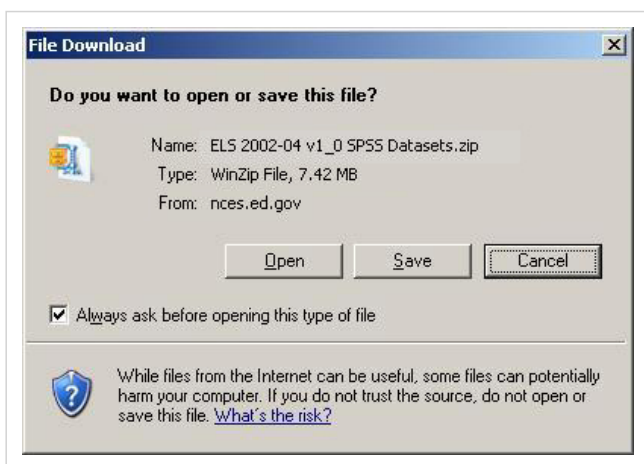 File Download
Do you want to open or save this file?
Name: ELS 2002-04 v1_0 SPSS Datasets.zip
Type: WinZip File, 7.42 MB
From: nces.ed.gov
Open Save Cancel
Always ask before opening this type of file
While files from the Internet can be useful, some files can potentially
harm your computer. If you do not trust the source, do not open or
save this file. What's the risk?